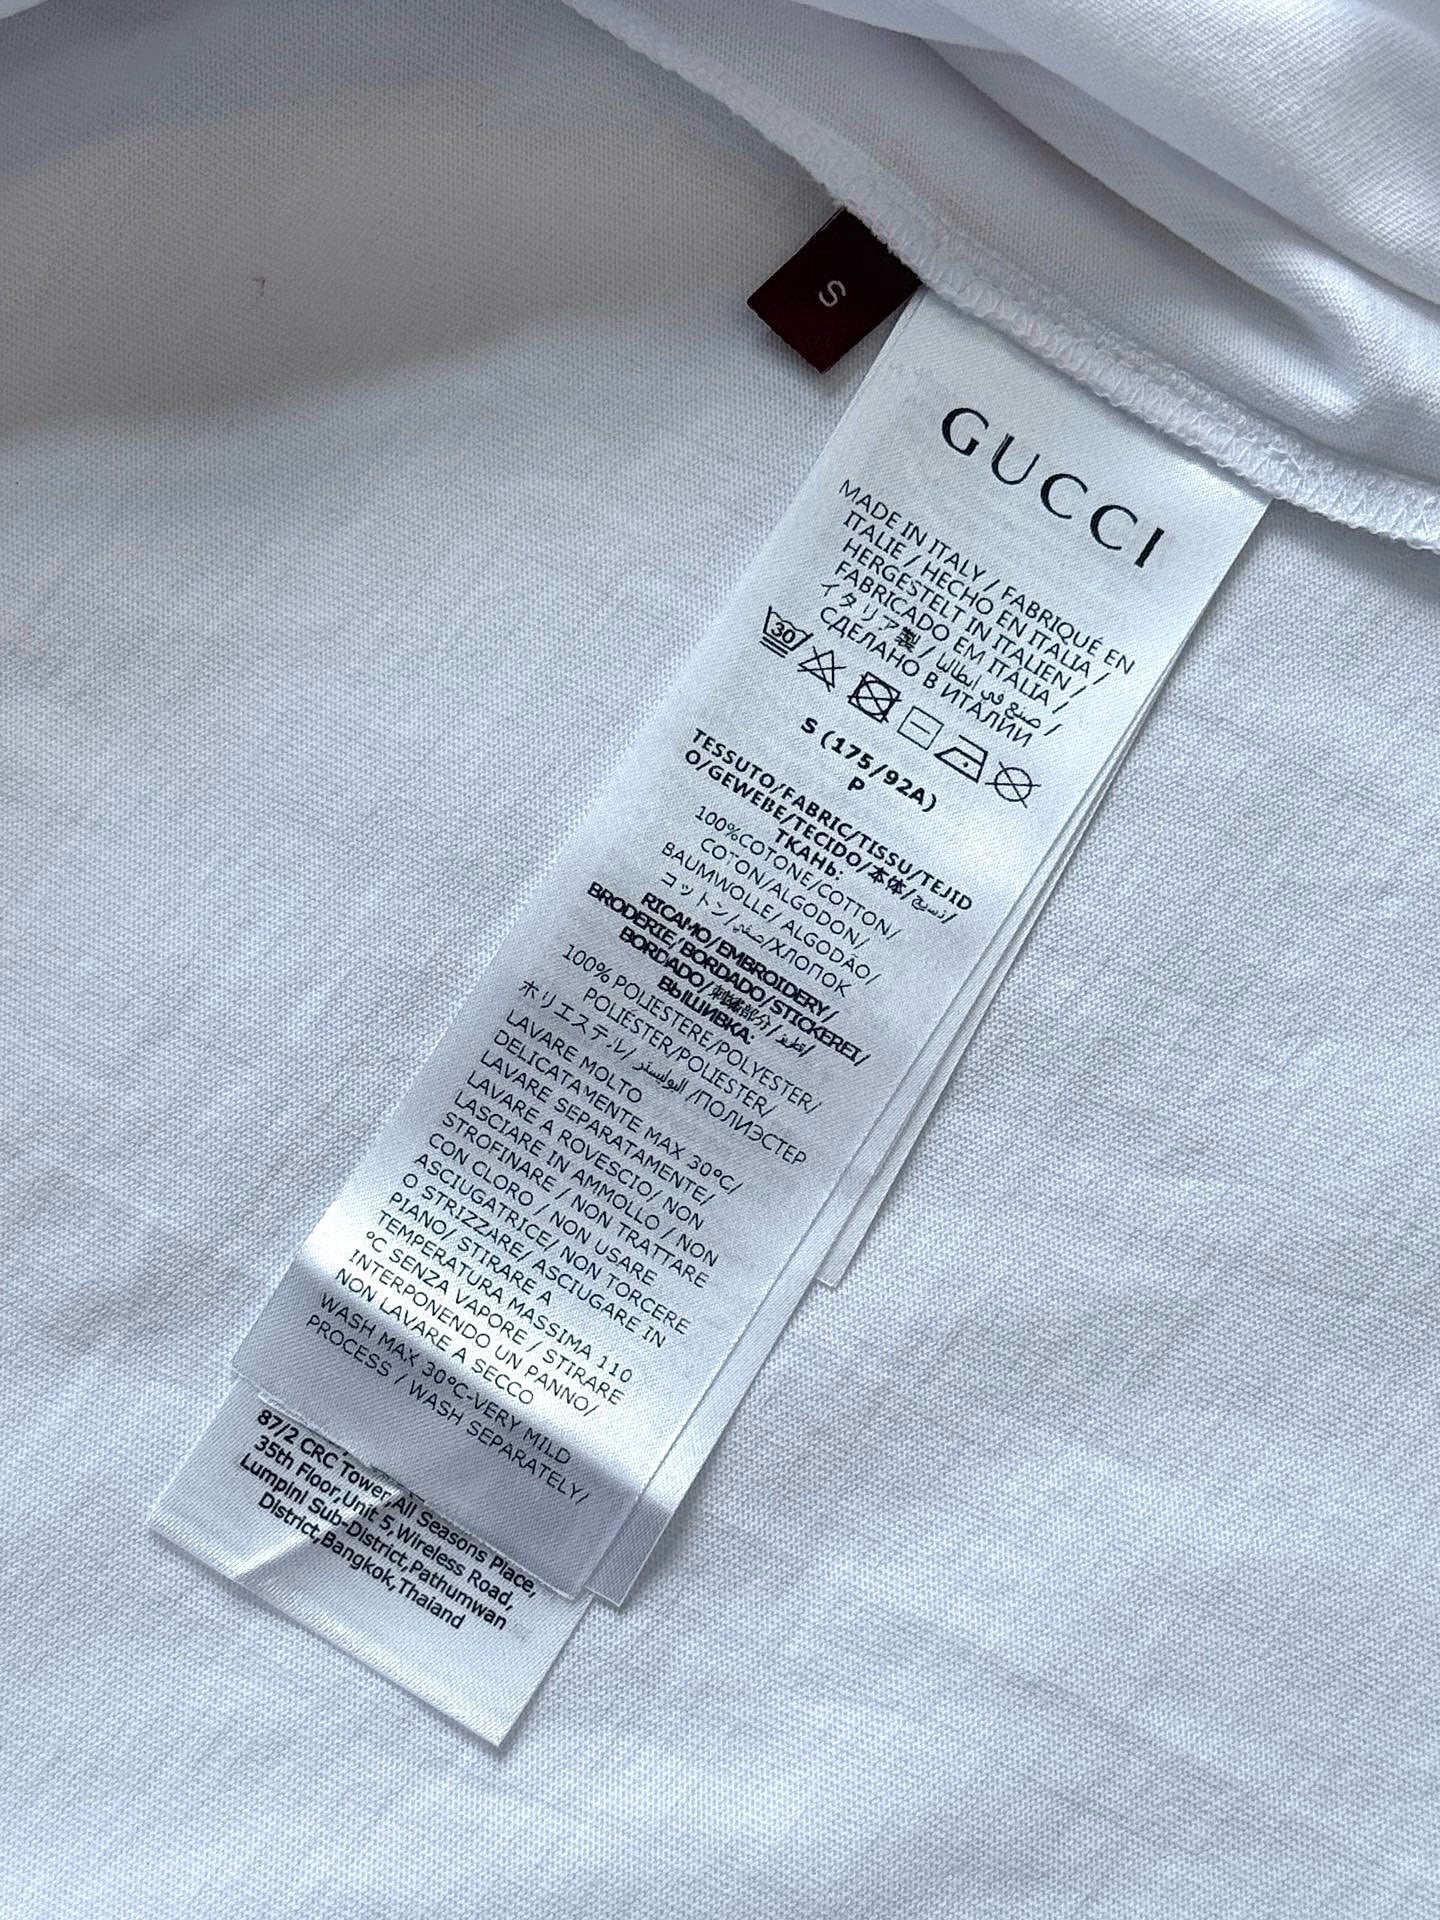 S
GUCCI
MADE IN ITALY / FABRIQUÉ EN
ITALIE / HECHO EN ITALIA /
HERGESTELT IN ITALIEN /
FABRICADO EM ITÁLIA /
イタリア製 / صنع في ايطاليا /
СДЕЛАНО В ИТАЛИИ
30
S (175/92A)
P
TESSUTO/FABRIC/TISSU/TEJID
O/GEWEBE/TECIDO/本体/نسيج/
ТКАНЬ:
100%COTONE/COTTON/
COTON/ALGODON/
BAUMWOLLE/ ALGODÃO/
コットン/صفي/ХЛОПОК
RICAMO/EMBROIDERY/
BRODERIE/BORDADO/STICKEREI/
BORDADO/刺繍部分/قطن/
ВЫШИВКА:
100% POLIESTERE/POLYESTER/
POLIÉSTER/POLIESTER/
ポリエステル/ البوليستر /ПОЛИЭСТЕР
LAVARE MOLTO
DELICATAMENTE MAX 30°C/
LAVARE SEPARATAMENTE/
LAVARE A ROVESCIO/ NON
LASCIARE IN AMMOLLO / NON
STROFINARE / NON TRATTARE
CON CLORO / NON USARE
ASCIUGATRICE/ NON TORCERE
O STRIZZARE/ ASCIUGARE IN
PIANO/ STIRARE A
TEMPERATURA MASSIMA 110
°C SENZA VAPORE / STIRARE
INTERPONENDO UN PANNO/
NON LAVARE A SECCO
WASH MAX 30°C-VERY MILD
PROCESS / WASH SEPARATELY/
87/2 CRC Tower,All Seasons Place,
35th Floor,Unit 5,Wireless Road,
Lumpini Sub-District,Pathumwan
District,Bangkok,Thaiand